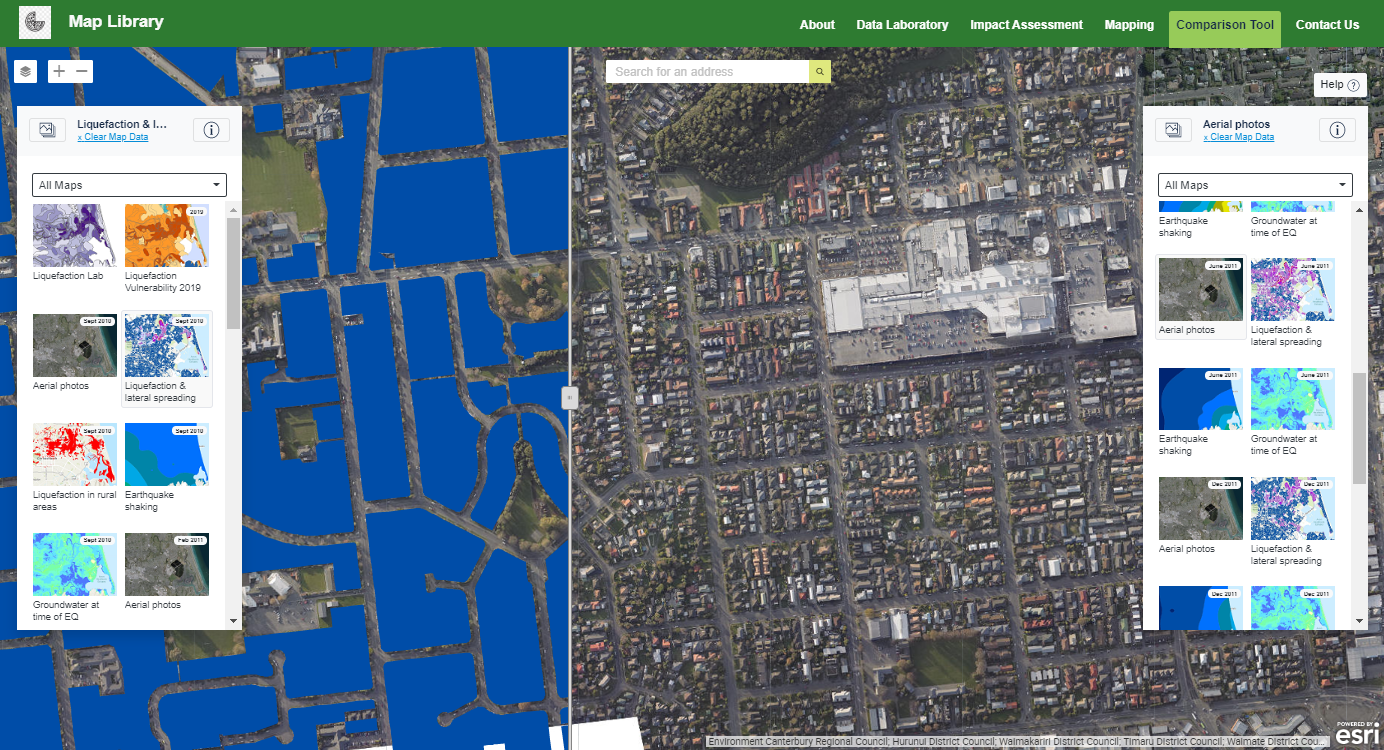 Map Library
About
Data Laboratory
Impact Assessment
Mapping
Comparison Tool
Contact Us
Search for an address
Help
Liquefaction & l...
x Clear Map Data
All Maps
Liquefaction Lab
2019
Liquefaction
Vulnerability 2019
Sept 2010
Aerial photos
Sept 2010
Liquefaction &
lateral spreading
Sept 2010
Liquefaction in rural
areas
Sept 2010
Earthquake
shaking
Sept 2010
Groundwater at
time of EQ
Feb 2011
Aerial photos
Aerial photos
x Clear Map Data
All Maps
Earthquake
shaking
Groundwater at
time of EQ
June 2011
Aerial photos
June 2011
Liquefaction &
lateral spreading
June 2011
Earthquake
shaking
June 2011
Groundwater at
time of EQ
Dec 2011
Aerial photos
Dec 2011
Liquefaction &
lateral spreading
Dec 2011
Dec 2011
Environment Canterbury Regional Council; Hurunui District Council; Waimakariri District Council; Timaru District Council; Waimate District Cou...
POWERED BY
esri